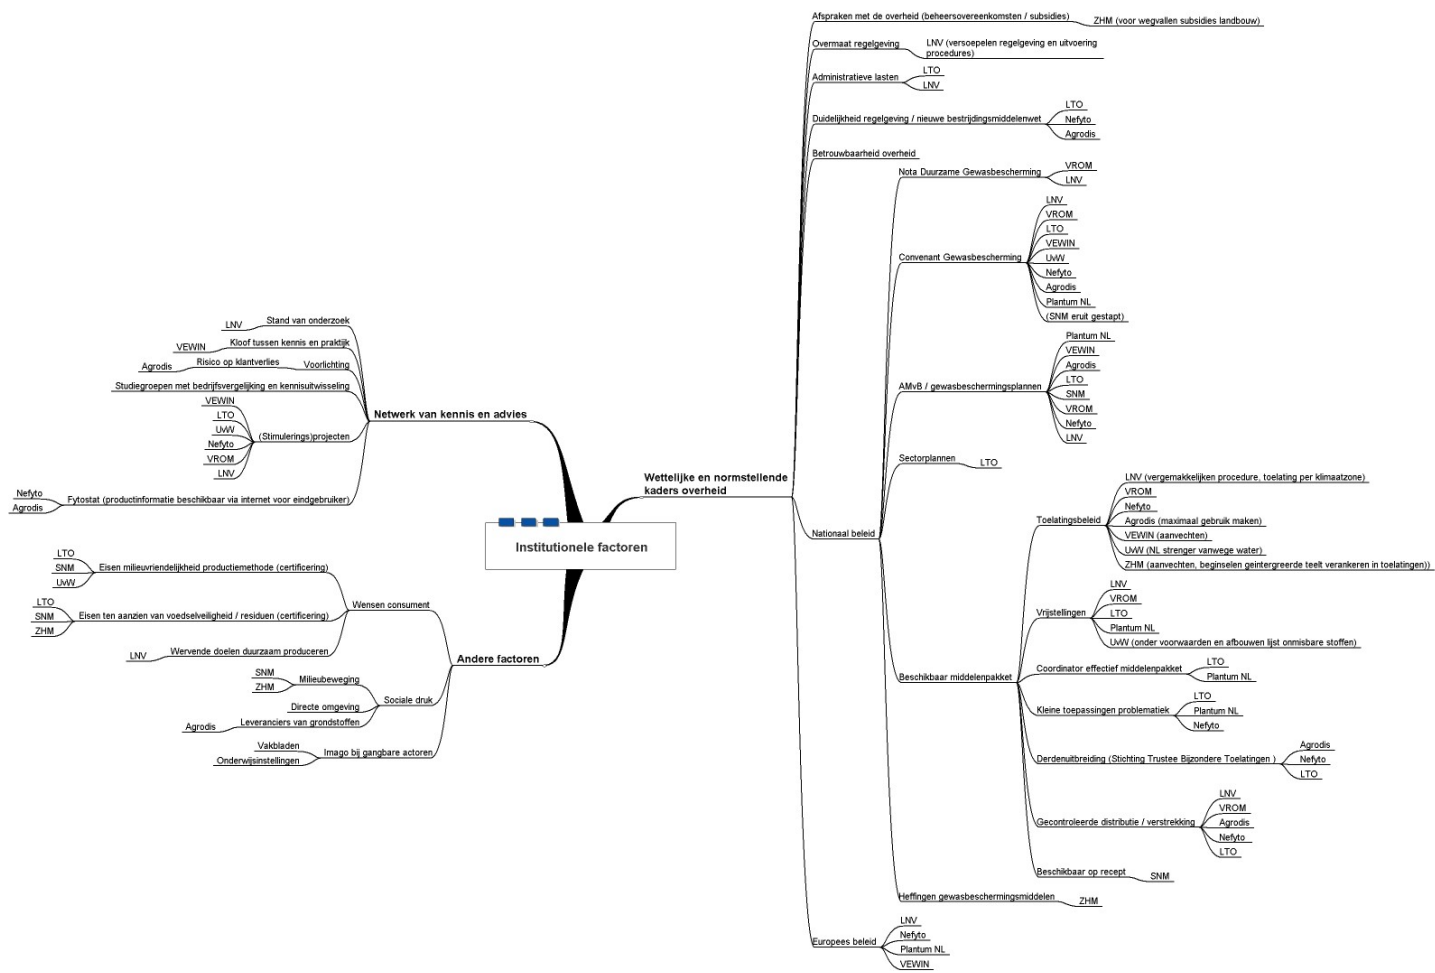 Institutionele factoren
Wettelijke en normstellende
kaders overheid
Afspraken met de overheid (beheersovereenkomsten / subsidies)
ZHM (voor wegvallen subsidies landbouw)
Overmaat regelgeving
LNV (versoepelen regelgeving en uitvoering
procedures)
Administratieve lasten
LTO
LNV
Duidelijkheid regelgeving / nieuwe bestrijdingsmiddelenwet
LTO
Nefyto
Agrodis
Betrouwbaarheid overheid
Nationaal beleid
Nota Duurzame Gewasbescherming
VROM
LNV
Convenant Gewasbescherming
LNV
VROM
LTO
VEWIN
UvW
Nefyto
Agrodis
Plantum NL
(SNM eruit gestapt)
AMvB / gewasbeschermingsplannen
Plantum NL
VEWIN
Agrodis
LTO
SNM
VROM
Nefyto
LNV
Sectorplannen
LTO
Beschikbaar middelenpakket
Toelatingsbeleid
LNV (vergemakkelijken procedure, toelating per klimaatzone)
VROM
Nefyto
Agrodis (maximaal gebruik maken)
VEWIN (aanvechten)
UvW (NL strenger vanwege water)
ZHM (aanvechten, beginselen geintergreerde teelt verankeren in toelatingen))
Vrijstellingen
LNV
VROM
LTO
Plantum NL
UvW (onder voorwaarden en afbouwen lijst onmisbare stoffen)
Coordinator effectief middelenpakket
LTO
Plantum NL
Kleine toepassingen problematiek
LTO
Plantum NL
Nefyto
Derdenuitbreiding (Stichting Trustee Bijzondere Toelatingen )
Agrodis
Nefyto
LTO
Gecontroleerde distributie / verstrekking
LNV
VROM
Agrodis
Nefyto
LTO
Beschikbaar op recept
SNM
Heffingen gewasbeschermingsmiddelen
ZHM
Europees beleid
LNV
Nefyto
Plantum NL
VEWIN
Netwerk van kennis en advies
Stand van onderzoek
LNV
Kloof tussen kennis en praktijk
VEWIN
Voorlichting
Risico op klantverlies
Agrodis
Studiegroepen met bedrijfsvergelijking en kennisuitwisseling
(Stimulerings)projecten
VEWIN
LTO
UvW
Nefyto
VROM
LNV
Fytostat (productinformatie beschikbaar via internet voor eindgebruiker)
Nefyto
Agrodis
Andere factoren
Wensen consument
Eisen milieuvriendelijkheid productiemethode (certificering)
LTO
SNM
UvW
Eisen ten aanzien van voedselveiligheid / residuen (certificering)
LTO
SNM
ZHM
Wervende doelen duurzaam produceren
LNV
Sociale druk
Milieubeweging
SNM
ZHM
Directe omgeving
Leveranciers van grondstoffen
Agrodis
Imago bij gangbare actoren
Vakbladen
Onderwijsinstellingen